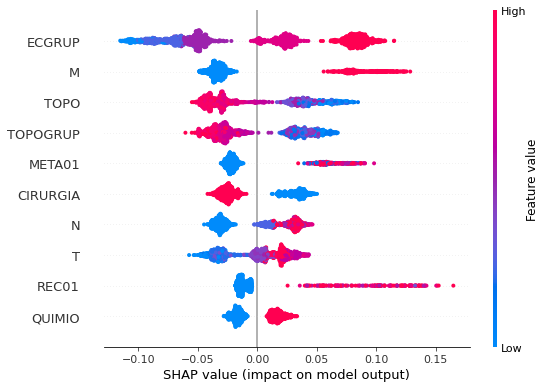 High
ECGRUP
M
TOPO
TOPOGRUP
META01
CIRURGIA
N
T
REC01
QUIMIO
Feature value
Low
−0.10 −0.05 0.00 0.05 0.10 0.15
SHAP value (impact on model output)